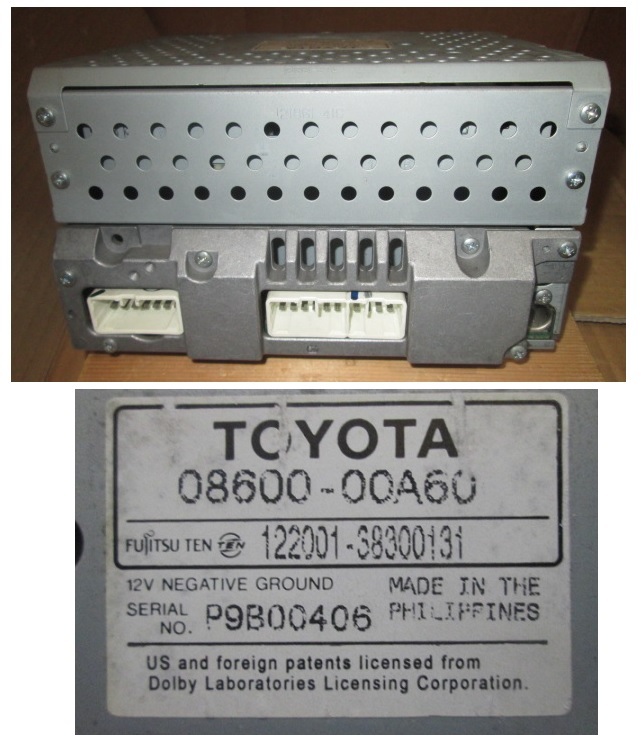 TOYOTA
08600-00A60
FUJITSU TEN TEN 122001-38300131
12V NEGATIVE GROUND MADE IN THE
SERIAL NO. P9B00406 PHILIPPINES
US and foreign patents licensed from
Dolby Laboratories Licensing Corporation.